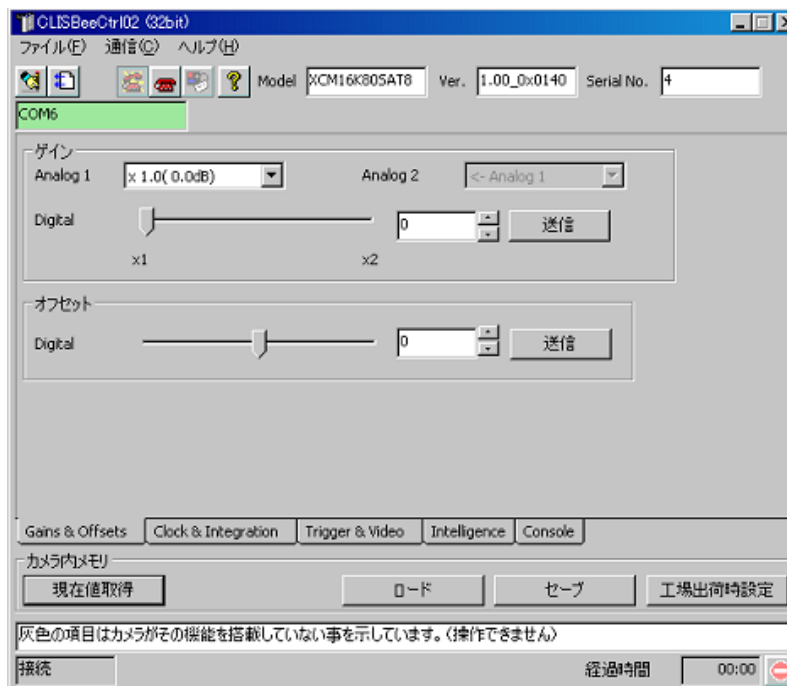 CLISBeeCtrl02 (32bit)
ファイル(F) 通信(C) ヘルプ(H)
Model XCM16K80SAT8 Ver. 1.00_0x0140 Serial No. 4
COM6
ゲイン
Analog 1 x 1.0( 0.0dB) Analog 2 <- Analog 1
Digital 0 送信
x1 x2
オフセット
Digital 0 送信
Gains & Offsets Clock & Integration Trigger & Video Intelligence Console
カメラ内メモリ
現在値取得 ロード セーブ 工場出荷時設定
灰色の項目はカメラがその機能を搭載していない事を示しています。(操作できません)
接続 経過時間 00:00